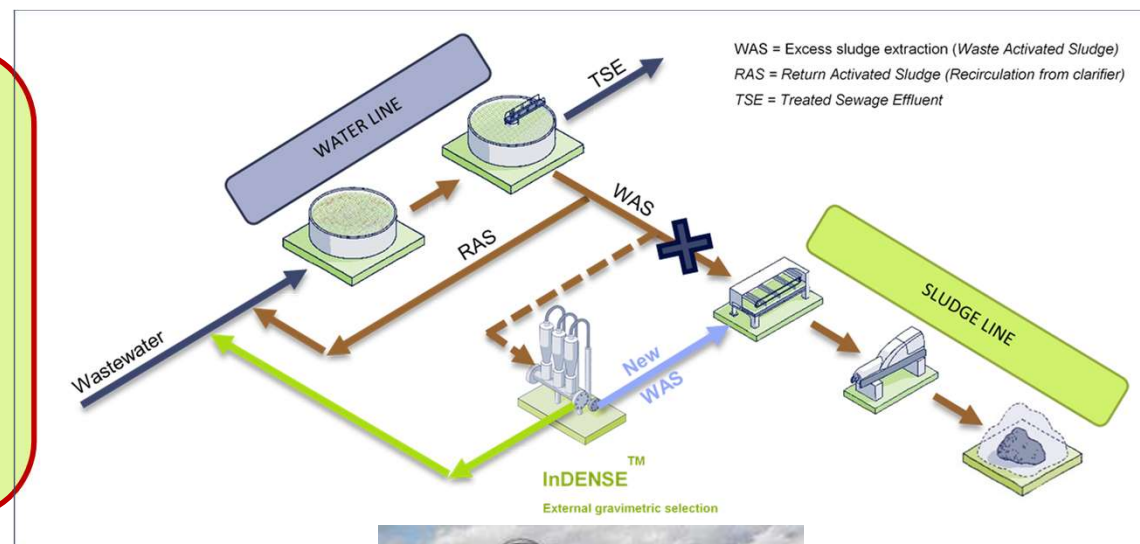 WAS = Excess sludge extraction (Waste Activated Sludge)
RAS = Return Activated Sludge (Recirculation from clarifier)
TSE = Treated Sewage Effluent
TSE
WATER LINE
WAS
RAS
SLUDGE LINE
Wastewater
New
WAS
InDENSE™
External gravimetric selection